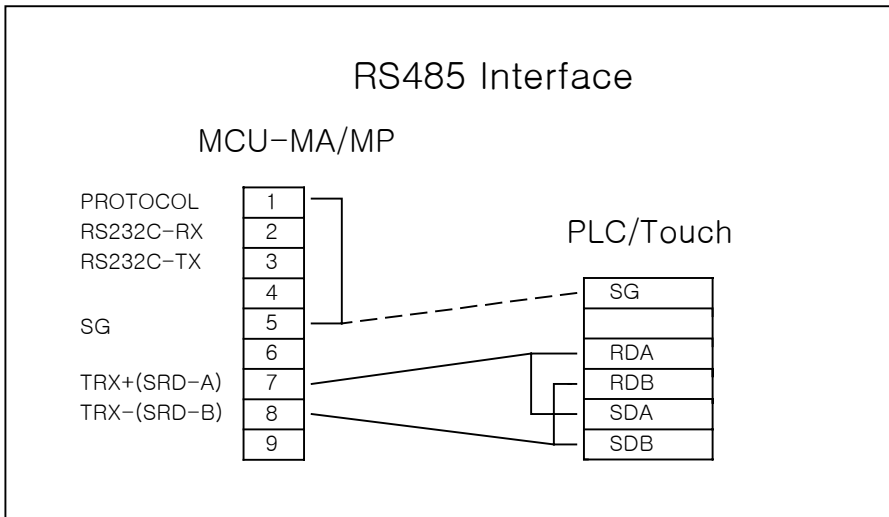 RS485 Interface
MCU-MA/MP
PROTOCOL 1
RS232C-RX 2
RS232C-TX 3
4
SG 5
6
TRX+(SRD-A) 7
TRX-(SRD-B) 8
9
PLC/Touch
SG
RDA
RDB
SDA
SDB